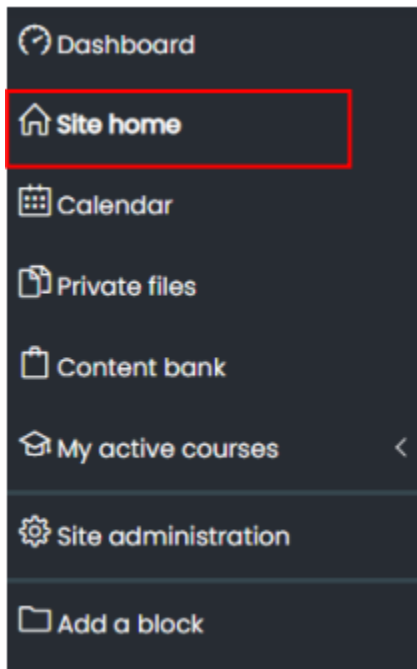 Dashboard
Site home
Calendar
Private files
Content bank
My active courses
Site administration
Add a block